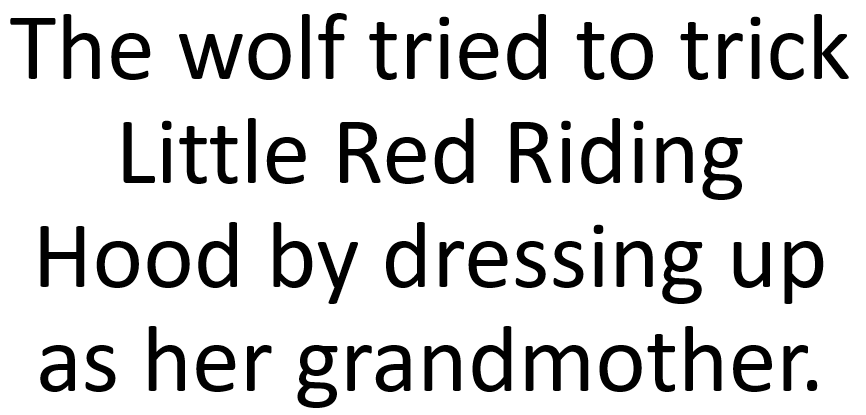 The wolf tried to trick
Little Red Riding
Hood by dressing up
as her grandmother.